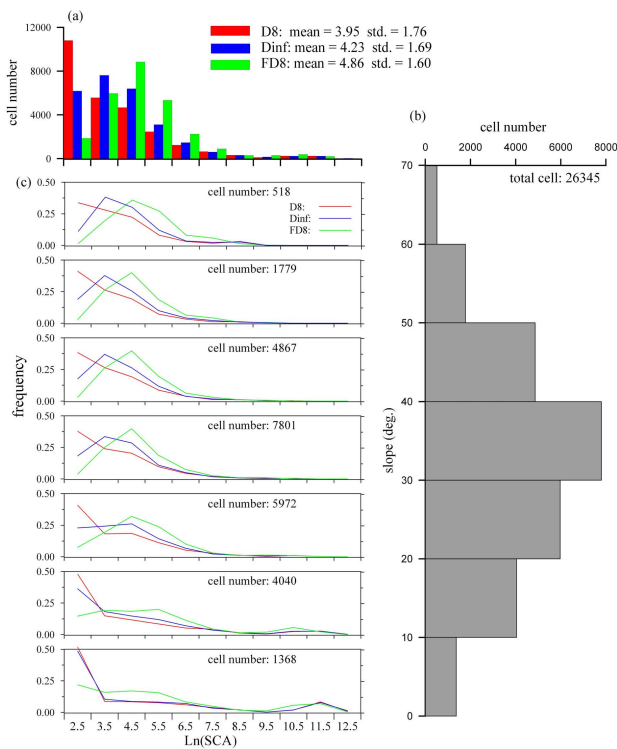 (a)
D8: mean = 3.95 std. = 1.76
Dinf: mean = 4.23 std. = 1.69
FD8: mean = 4.86 std. = 1.60
12000
8000
4000
0
cell number
(b)
cell number
0 2000 4000 6000 8000
total cell: 26345
70
60
50
40
30
20
10
0
slope (deg.)
(c)
frequency
0.50
0.25
0.00
cell number: 518
D8:
Dinf:
FD8:
0.50
0.25
0.00
cell number: 1779
0.50
0.25
0.00
cell number: 4867
0.50
0.25
0.00
cell number: 7801
0.50
0.25
0.00
cell number: 5972
0.50
0.25
0.00
cell number: 4040
0.50
0.25
0.00
cell number: 1368
2.5 3.5 4.5 5.5 6.5 7.5 8.5 9.5 10.5 11.5 12.5
Ln(SCA)